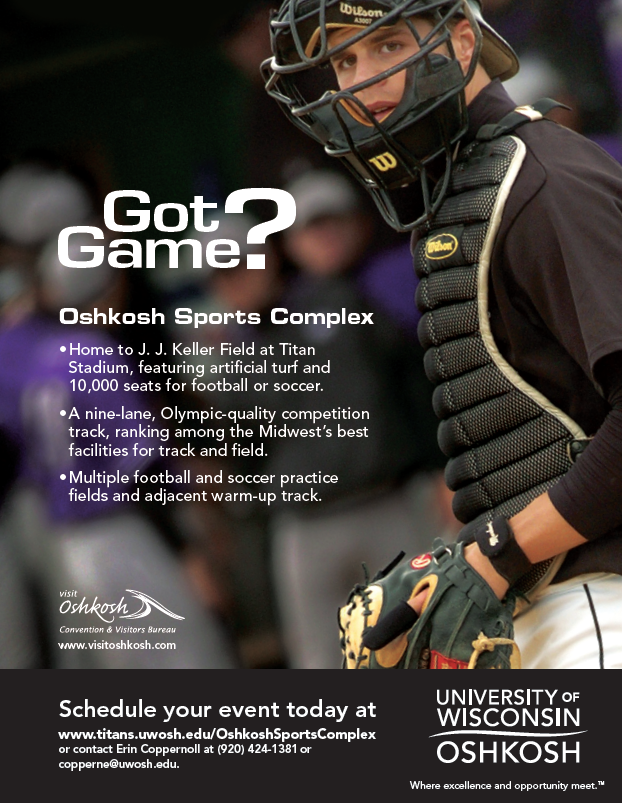 Wilson
A3007
W
Wilson
Got
Game?
Oshkosh Sports Complex
•Home to J. J. Keller Field at Titan
Stadium, featuring artificial turf and
10,000 seats for football or soccer.
•A nine-lane, Olympic-quality competition
track, ranking among the Midwest's best
facilities for track and field.
•Multiple football and soccer practice
fields and adjacent warm-up track.
visit
Oshkosh
Convention & Visitors Bureau
www.visitoshkosh.com
Schedule your event today at
www.titans.uwosh.edu/OshkoshSportsComplex
or contact Erin Coppernoll at (920) 424-1381 or
copperne@uwosh.edu.
UNIVERSITY OF
WISCONSIN
OSHKOSH
Where excellence and opportunity meet.™